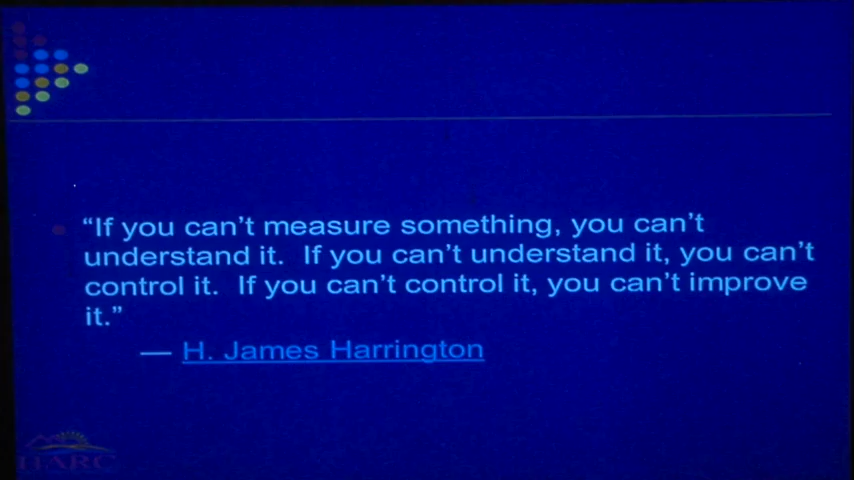 “If you can’t measure something, you can’t
understand it.  If you can’t understand it, you can’t
control it.  If you can’t control it, you can’t improve
it.”
— H. James Harrington
HARC